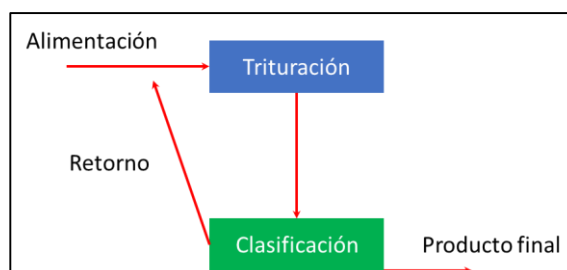 Alimentación
Trituración
Retorno
Clasificación
Producto final